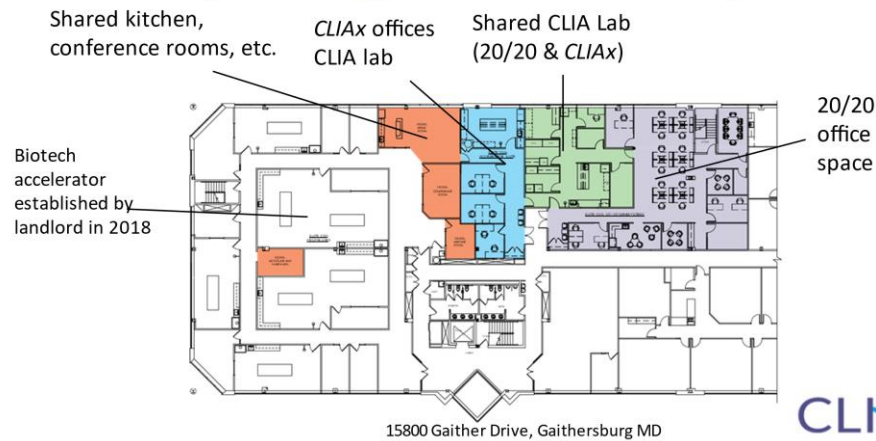 Shared kitchen,
conference rooms, etc.
CLIAx offices
CLIA lab
Shared CLIA Lab
(20/20 & CLIAx)
20/20
office
space
Biotech
accelerator
established by
landlord in 2018
15800 Gaither Drive, Gaithersburg MD